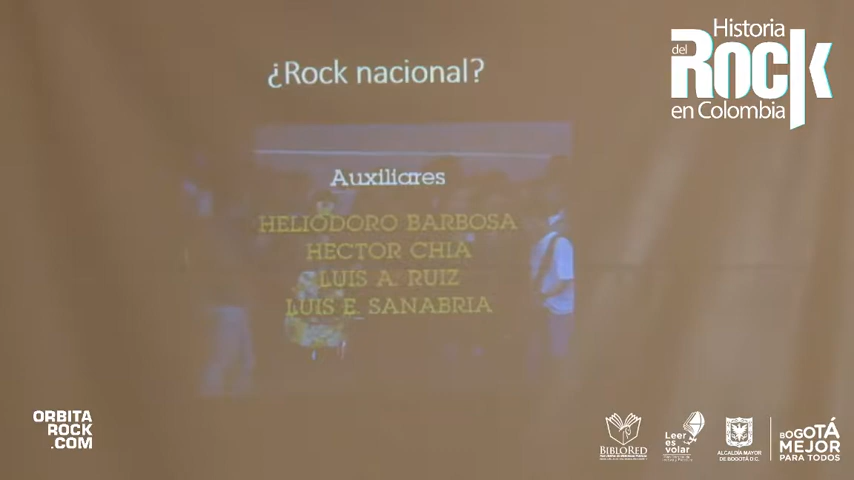 Historia
del Rock
en Colombia
¿Rock nacional?
Auxiliares
HELIODORO BARBOSA
HECTOR CHIA
LUIS A. RUIZ
LUIS E. SANABRIA
ORBITA
ROCK
.COM
BIBLORED
Leer
es
volar
ALCALDÍA MAYOR
DE BOGOTÁ D.C.
BOGOTÁ
MEJOR
PARA TODOS